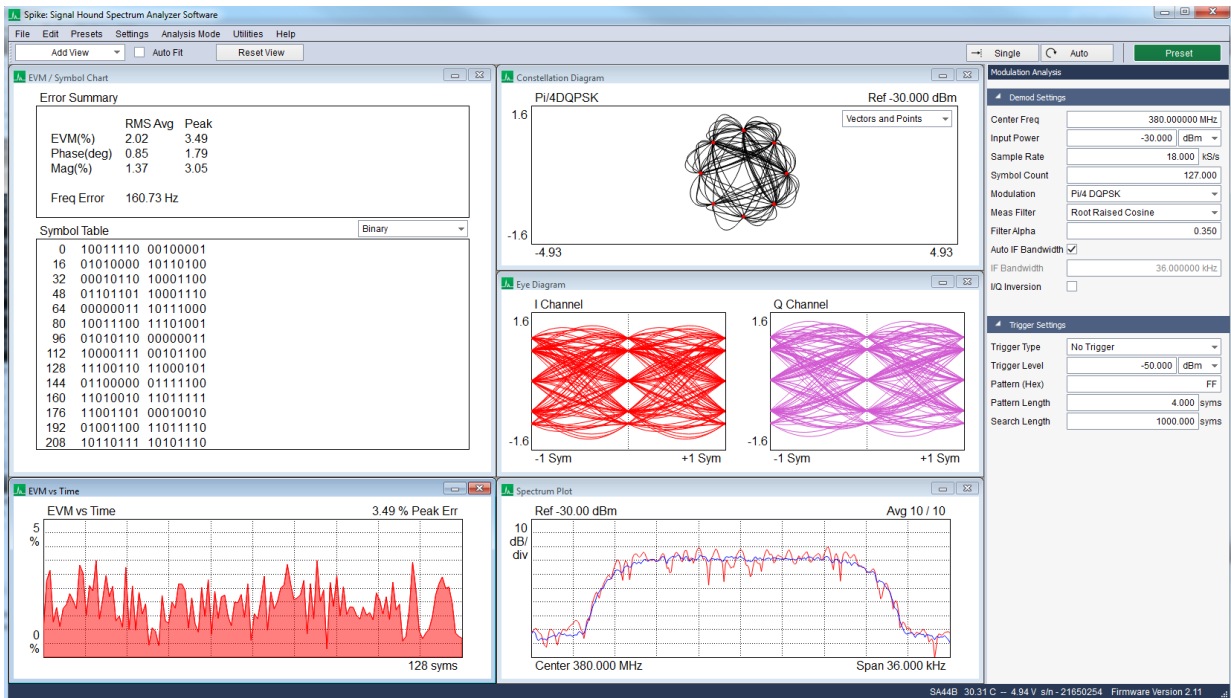 Spike: Signal Hound Spectrum Analyzer Software
File Edit Presets Settings Analysis Mode Utilities Help
Add View Auto Fit Reset View Single Auto Preset
EVM / Symbol Chart
Error Summary
RMS Avg Peak
EVM(%) 2.02 3.49
Phase(deg) 0.85 1.79
Mag(%) 1.37 3.05
Freq Error 160.73 Hz
Symbol Table Binary
0 10011110 00100001
16 01010000 10110100
32 00010110 10001100
48 01101101 10001110
64 00000011 10111000
80 10011100 11101001
96 01010110 00000011
112 10000111 00101100
128 11100110 11000101
144 01100000 01111100
160 11010010 11011111
176 11001101 00010010
192 01001100 11011110
208 10110111 10101110
Constellation Diagram
Pi/4DQPSK Ref -30.000 dBm
Vectors and Points
1.6
-1.6
-4.93 4.93
Eye Diagram
I Channel Q Channel
1.6 1.6
-1.6 -1.6
-1 Sym +1 Sym -1 Sym +1 Sym
EVM vs Time
EVM vs Time 3.49 % Peak Err
5
%
0
%
128 syms
Spectrum Plot
Ref -30.00 dBm Avg 10 / 10
10
dB/
div
Center 380.000 MHz Span 36.000 kHz
Modulation Analysis
Demod Settings
Center Freq 380.000000 MHz
Input Power -30.000 dBm
Sample Rate 18.000 kS/s
Symbol Count 127.000
Modulation Pi/4 DQPSK
Meas Filter Root Raised Cosine
Filter Alpha 0.350
Auto IF Bandwidth
IF Bandwidth 36.000000 kHz
I/Q Inversion
Trigger Settings
Trigger Type No Trigger
Trigger Level -50.000 dBm
Pattern (Hex) FF
Pattern Length 4.000 syms
Search Length 1000.000 syms
SA44B 30.31 C -- 4.94 V s/n - 21650254 Firmware Version 2.11